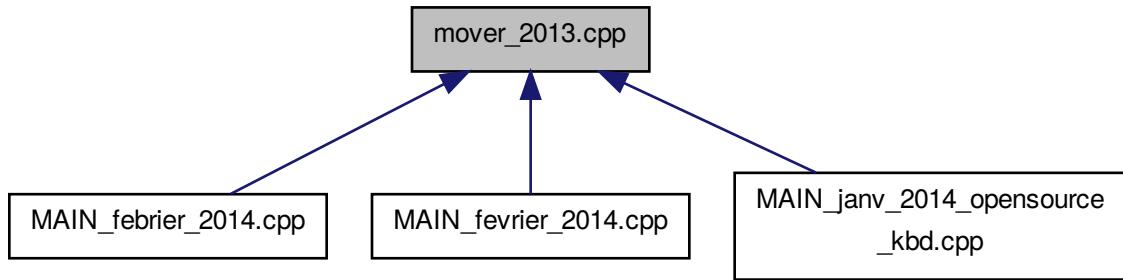 mover_2013.cpp
MAIN_febrier_2014.cpp
MAIN_fevrier_2014.cpp
MAIN_janv_2014_opensource
_kbd.cpp